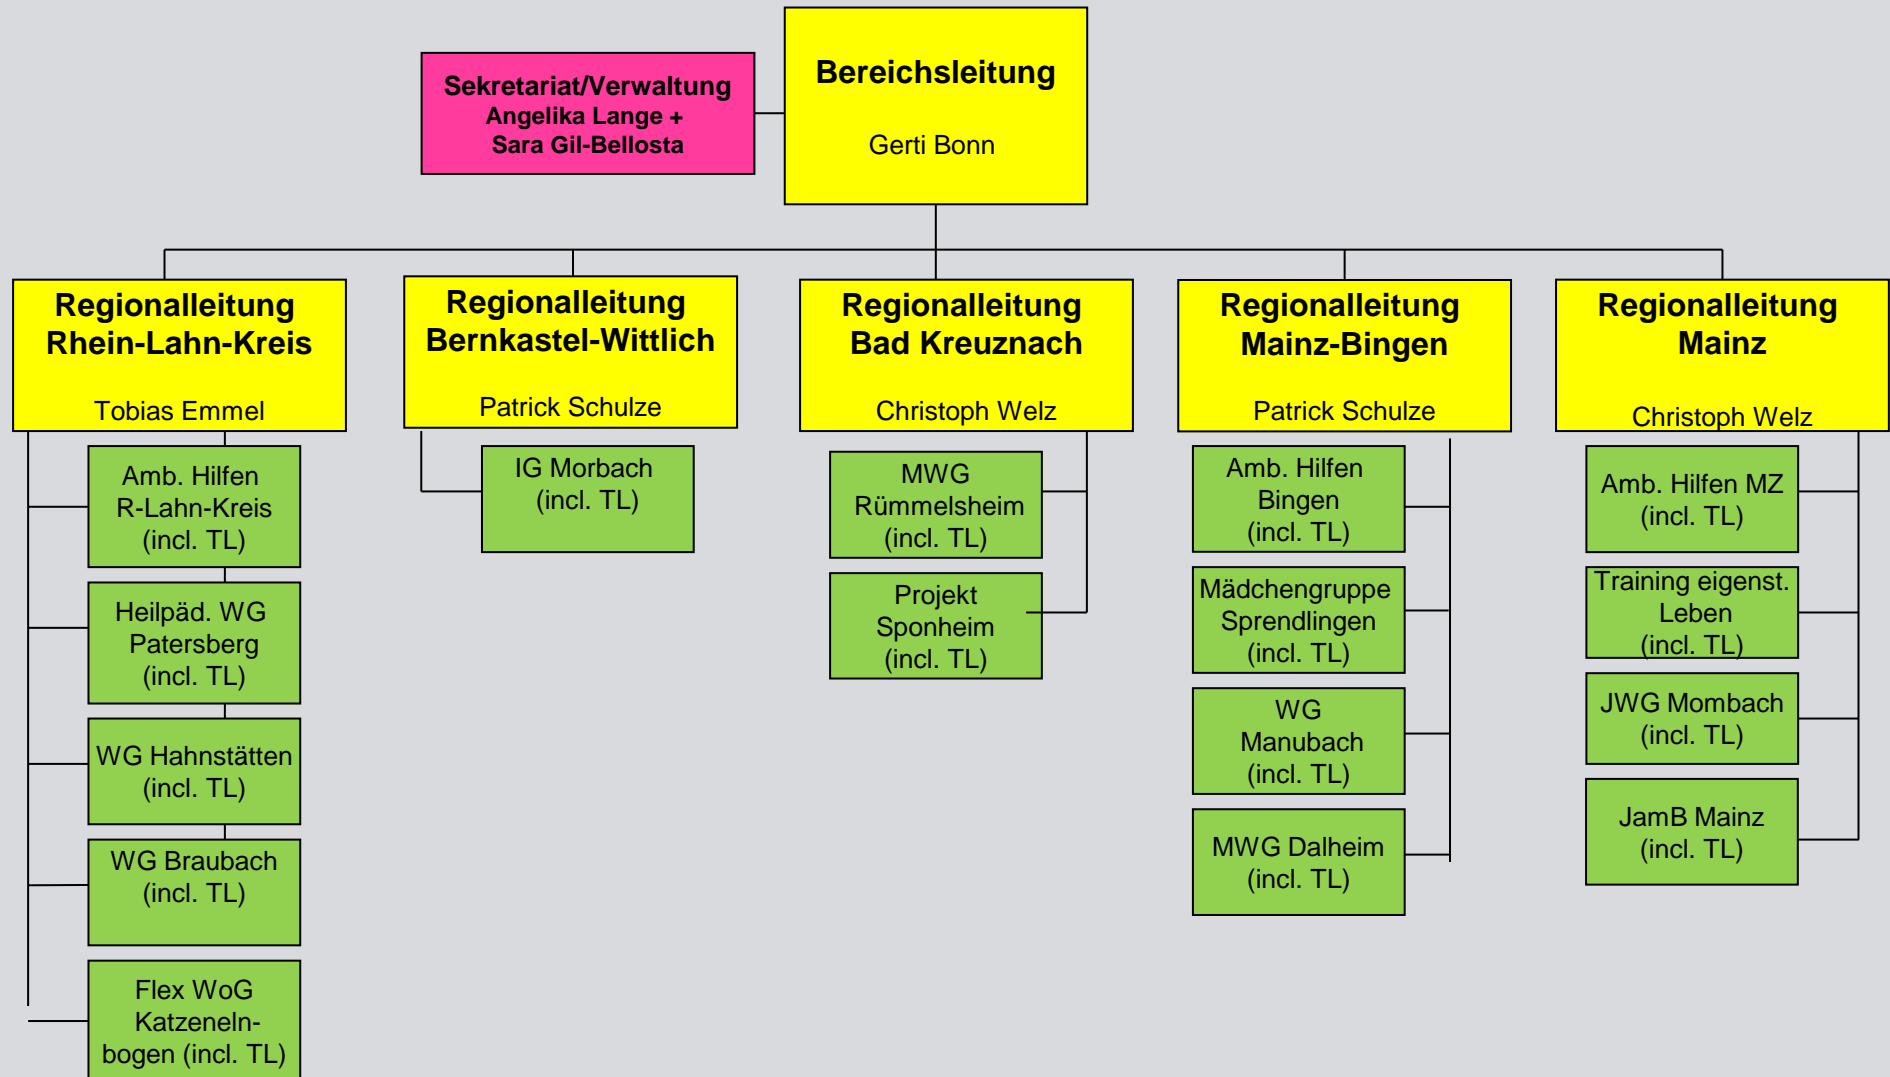 Bereichsleitung
Gerti Bonn
Sekretariat/Verwaltung
Angelika Lange +
Sara Gil-Bellosta
Regionalleitung
Rhein-Lahn-Kreis
Tobias Emmel
Amb. Hilfen
R-Lahn-Kreis
(incl. TL)
Heilpäd. WG
Patersberg
(incl. TL)
WG Hahnstätten
(incl. TL)
WG Braubach
(incl. TL)
Flex WoG
Katzeneln-
bogen (incl. TL)
Regionalleitung
Bernkastel-Wittlich
Patrick Schulze
IG Morbach
(incl. TL)
Regionalleitung
Bad Kreuznach
Christoph Welz
MWG
Rümmelsheim
(incl. TL)
Projekt
Sponheim
(incl. TL)
Regionalleitung
Mainz-Bingen
Patrick Schulze
Amb. Hilfen
Bingen
(incl. TL)
Mädchengruppe
Sprendlingen
(incl. TL)
WG
Manubach
(incl. TL)
MWG Dalheim
(incl. TL)
Regionalleitung
Mainz
Christoph Welz
Amb. Hilfen MZ
(incl. TL)
Training eigenst.
Leben
(incl. TL)
JWG Mombach
(incl. TL)
JamB Mainz
(incl. TL)